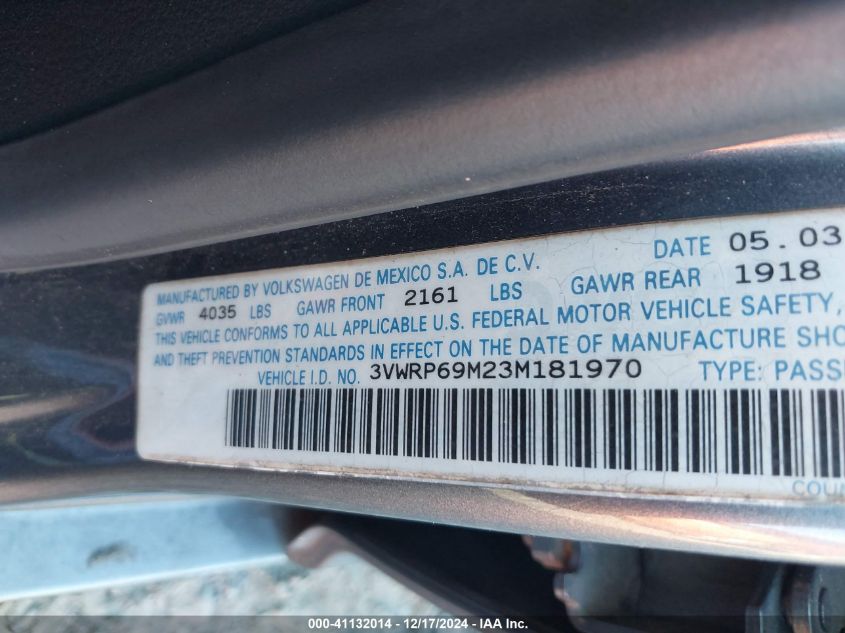 DATE 05.03
MANUFACTURED BY VOLKSWAGEN DE MEXICO S.A. DE C.V.
GVWR 4035 LBS GAWR FRONT 2161 LBS GAWR REAR 1918
THIS VEHICLE CONFORMS TO ALL APPLICABLE U.S. FEDERAL MOTOR VEHICLE SAFETY,
AND THEFT PREVENTION STANDARDS IN EFFECT ON THE DATE OF MANUFACTURE SHO
VEHICLE I.D. NO. 3VWRP69M23M181970 TYPE: PASSE
COUN
000-41132014 - 12/17/2024 - IAA Inc.